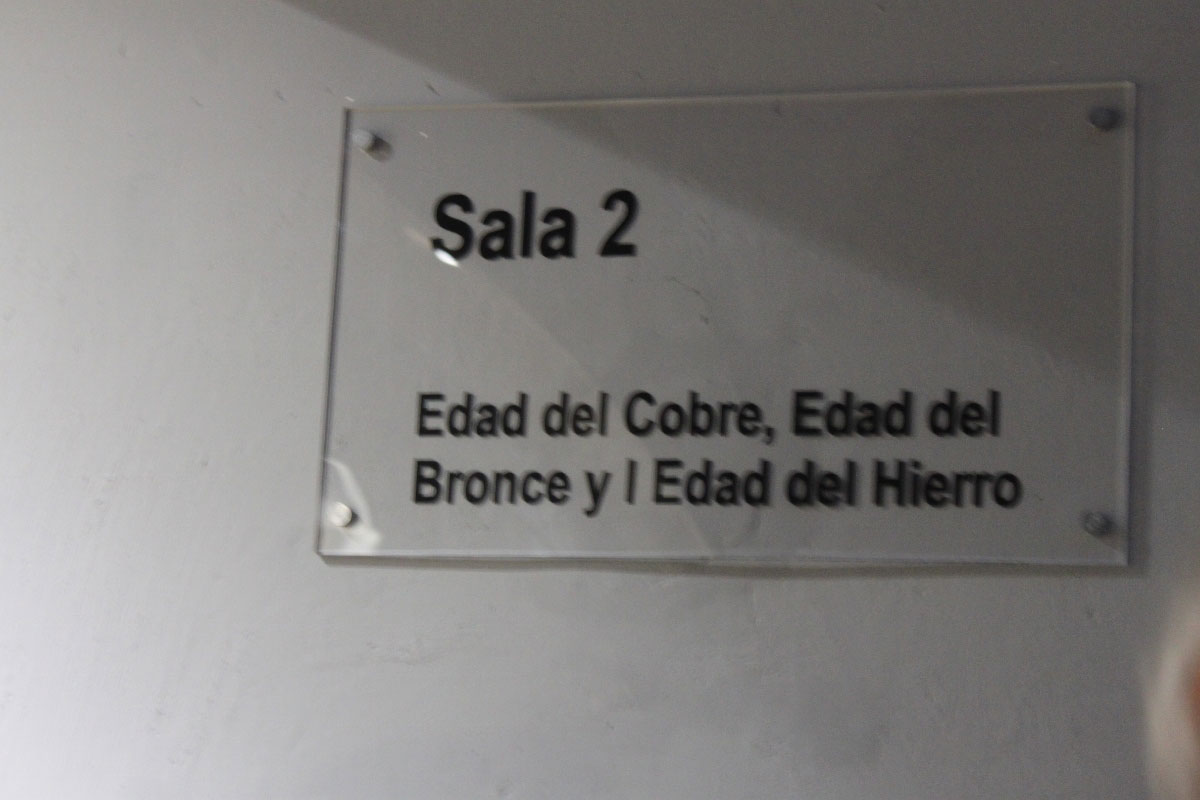 Sala 2
Edad del Cobre, Edad del
Bronce y I Edad del Hierro